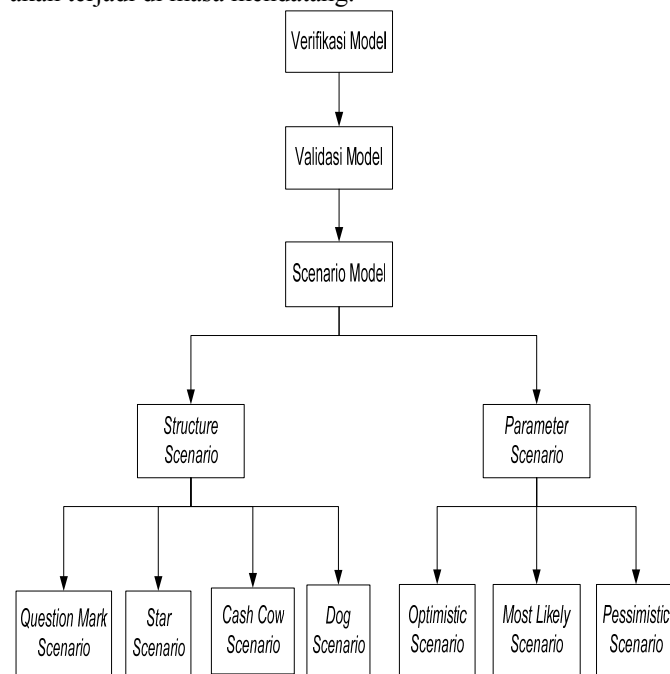 akan terjadi di masa mendatang.
Verifikasi Model
Validasi Model
Scenario Model
Structure
Scenario
Parameter
Scenario
Question Mark
Scenario
Star
Scenario
Cash Cow
Scenario
Dog
Scenario
Optimistic
Scenario
Most Likely
Scenario
Pessimistic
Scenario